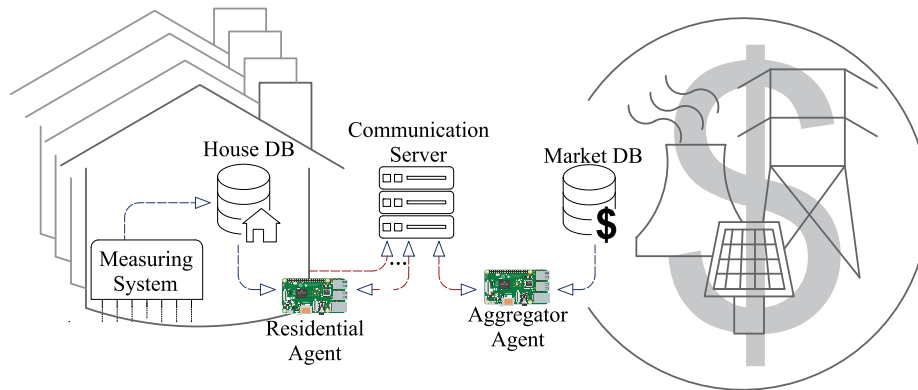 Communication
Server
House DB
Market DB
$
$
Measuring
System
...
Residential
Agent
Aggregator
Agent